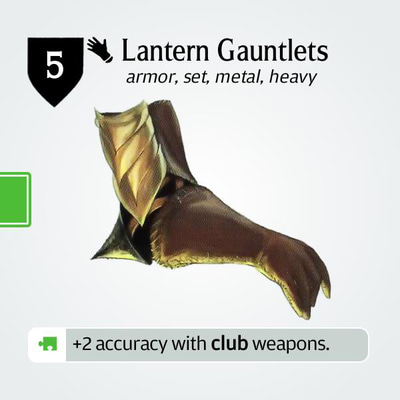 5
Lantern Gauntlets
armor, set, metal, heavy
+2 accuracy with club weapons.